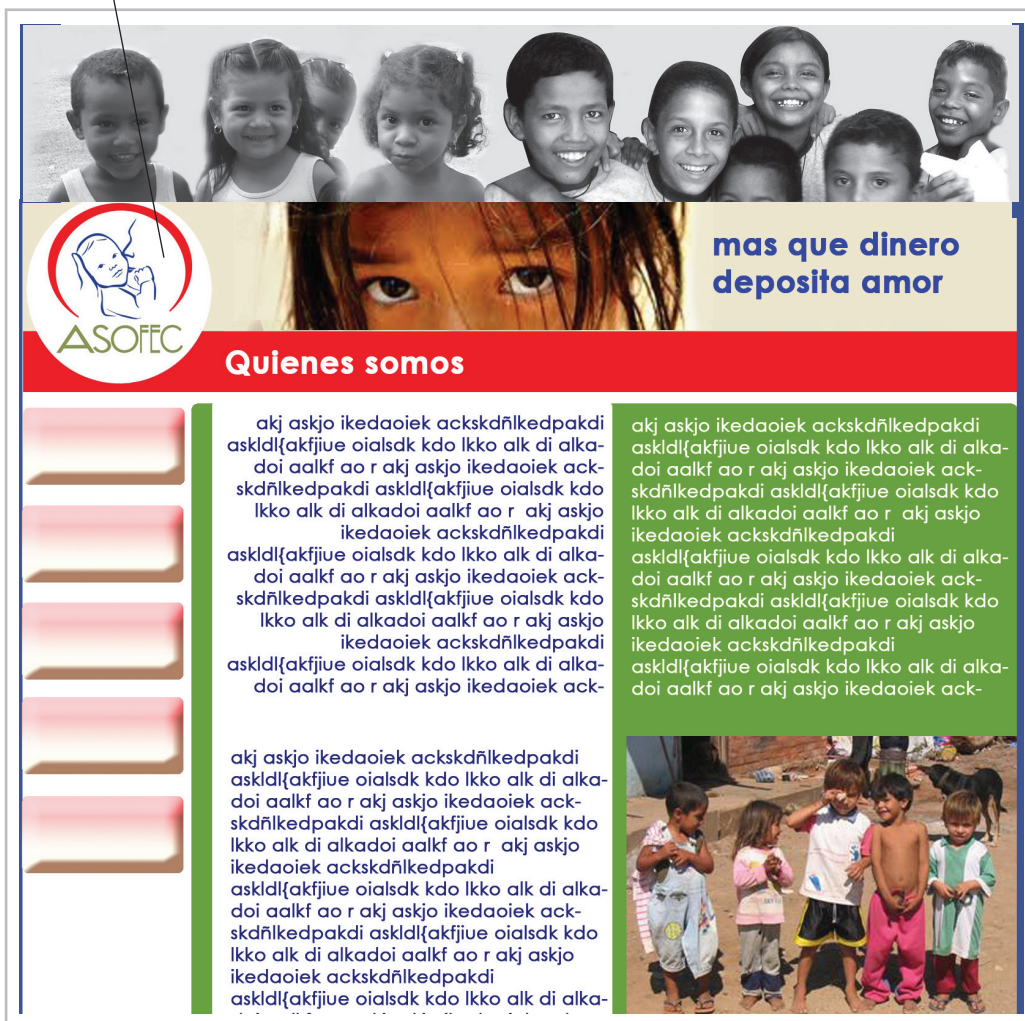 mas que dinero
deposita amor
ASOFEC
Quienes somos
akj askjo ikedaoiek ackskdñlkedpakdi
askldl{akfjiue oialsdk kdo lkko alk di alka-
doi aalkf ao r akj askjo ikedaoiek ack-
skdñlkedpakdi askldl{akfjiue oialsdk kdo
lkko alk di alkadoi aalkf ao r  akj askjo
ikedaoiek ackskdñlkedpakdi
askldl{akfjiue oialsdk kdo lkko alk di alka-
doi aalkf ao r akj askjo ikedaoiek ack-
skdñlkedpakdi askldl{akfjiue oialsdk kdo
lkko alk di alkadoi aalkf ao r akj askjo
ikedaoiek ackskdñlkedpakdi
askldl{akfjiue oialsdk kdo lkko alk di alka-
doi aalkf ao r akj askjo ikedaoiek ack-
akj askjo ikedaoiek ackskdñlkedpakdi
askldl{akfjiue oialsdk kdo lkko alk di alka-
doi aalkf ao r akj askjo ikedaoiek ack-
skdñlkedpakdi askldl{akfjiue oialsdk kdo
lkko alk di alkadoi aalkf ao r  akj askjo
ikedaoiek ackskdñlkedpakdi
askldl{akfjiue oialsdk kdo lkko alk di alka-
doi aalkf ao r akj askjo ikedaoiek ack-
skdñlkedpakdi askldl{akfjiue oialsdk kdo
lkko alk di alkadoi aalkf ao r akj askjo
ikedaoiek ackskdñlkedpakdi
askldl{akfjiue oialsdk kdo lkko alk di alka-
akj askjo ikedaoiek ackskdñlkedpakdi
askldl{akfjiue oialsdk kdo lkko alk di alka-
doi aalkf ao r akj askjo ikedaoiek ack-
skdñlkedpakdi askldl{akfjiue oialsdk kdo
lkko alk di alkadoi aalkf ao r  akj askjo
ikedaoiek ackskdñlkedpakdi
askldl{akfjiue oialsdk kdo lkko alk di alka-
doi aalkf ao r akj askjo ikedaoiek ack-
skdñlkedpakdi askldl{akfjiue oialsdk kdo
lkko alk di alkadoi aalkf ao r akj askjo
ikedaoiek ackskdñlkedpakdi
askldl{akfjiue oialsdk kdo lkko alk di alka-
doi aalkf ao r akj askjo ikedaoiek ack-